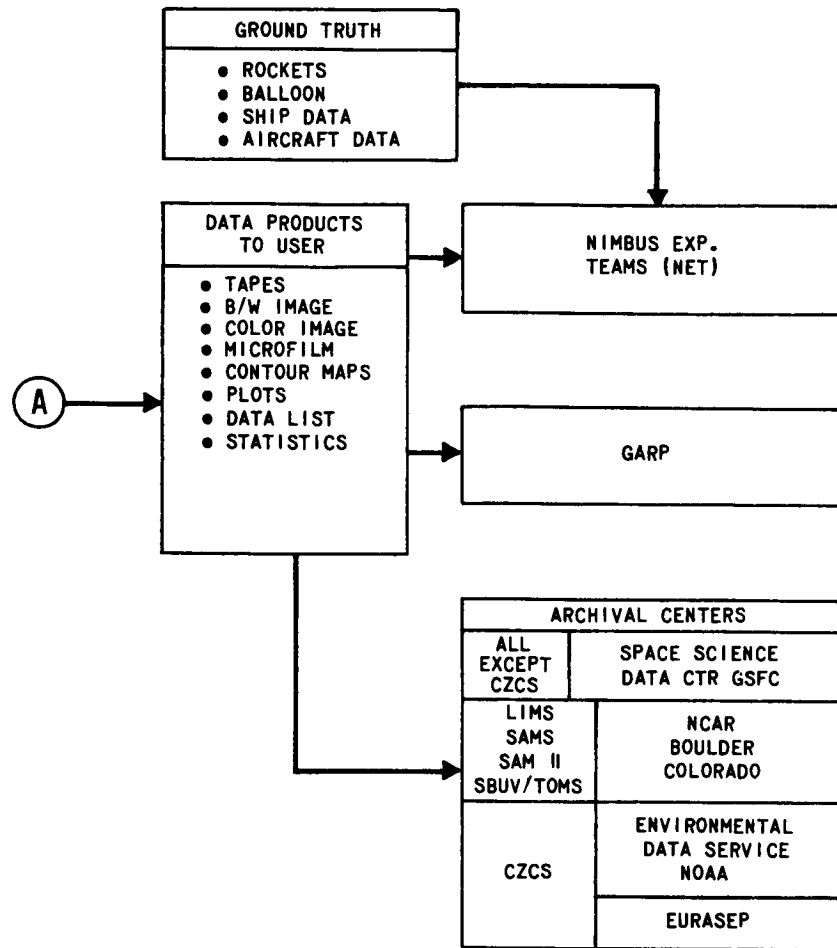 GROUND TRUTH
● ROCKETS
● BALLOON
● SHIP DATA
● AIRCRAFT DATA
DATA PRODUCTS
TO USER
● TAPES
● B/W IMAGE
● COLOR IMAGE
● MICROFILM
● CONTOUR MAPS
● PLOTS
● DATA LIST
● STATISTICS
A
NIMBUS EXP.
TEAMS (NET)
GARP
ARCHIVAL CENTERS
ALL
EXCEPT
CZCS
SPACE SCIENCE
DATA CTR GSFC
LIMS
SAMS
SAM II
SBUV/TOMS
NCAR
BOULDER
COLORADO
CZCS
ENVIRONMENTAL
DATA SERVICE
NOAA
EURASEP